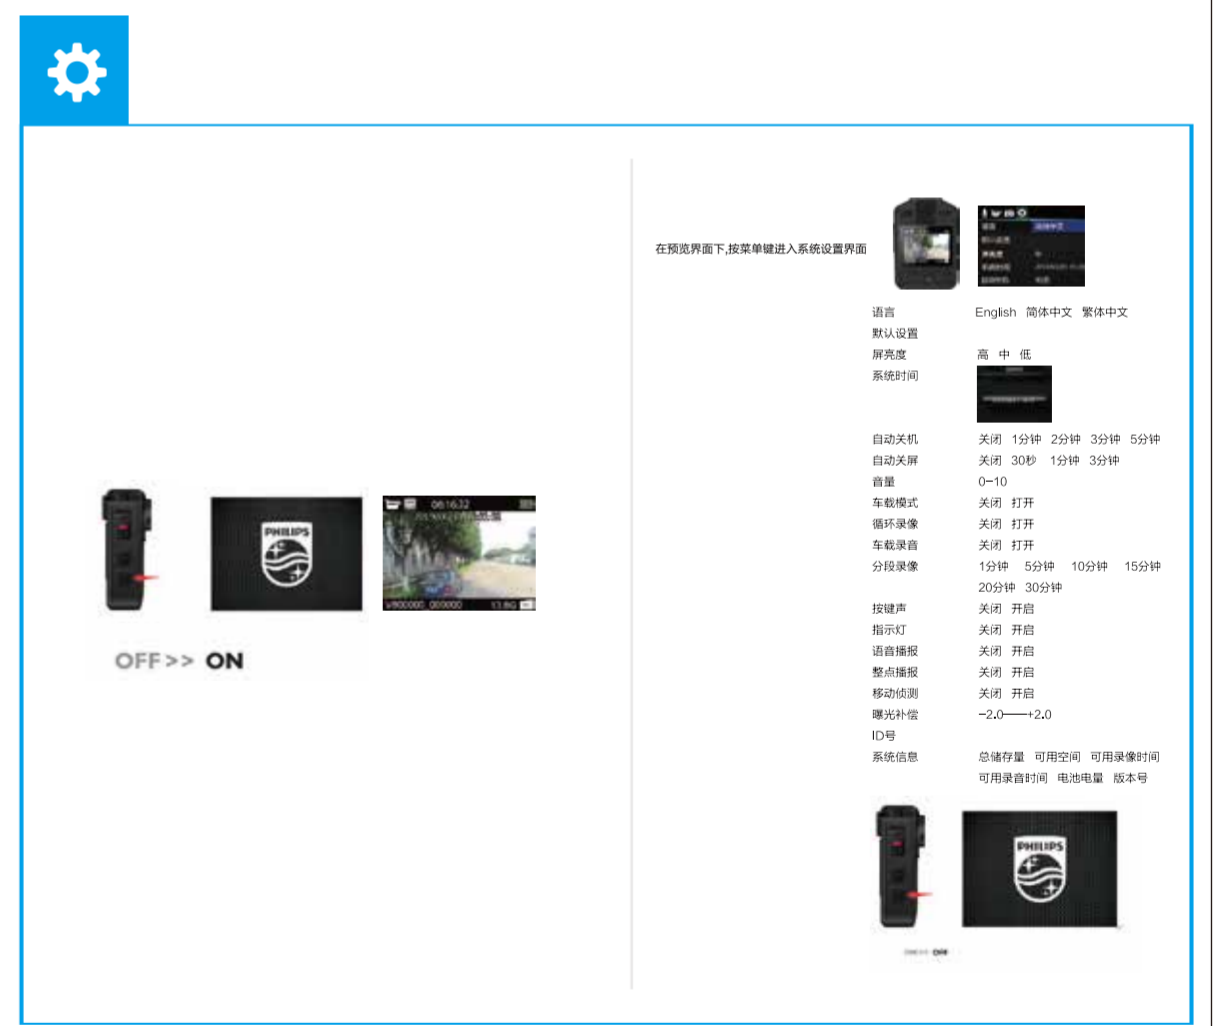 PHILIPS
061632
OFF>> ON
在预览界面下,按菜单键进入系统设置界面
语言 English 简体中文 繁体中文
默认设置
屏亮度 高 中 低
系统时间
自动关机 关闭 1分钟 2分钟 3分钟 5分钟
自动关屏 关闭 30秒 1分钟 3分钟
音量 0-10
车载模式 关闭 打开
循环录像 关闭 打开
车载录音 关闭 打开
分段录像 1分钟 5分钟 10分钟 15分钟
20分钟 30分钟
按键声 关闭 开启
指示灯 关闭 开启
语音播报 关闭 开启
整点播报 关闭 开启
移动侦测 关闭 开启
曝光补偿 -2.0——+2.0
ID号
系统信息 总储存量 可用空间 可用录像时间
可用录音时间 电池电量 版本号
PHILIPS
>> OFF